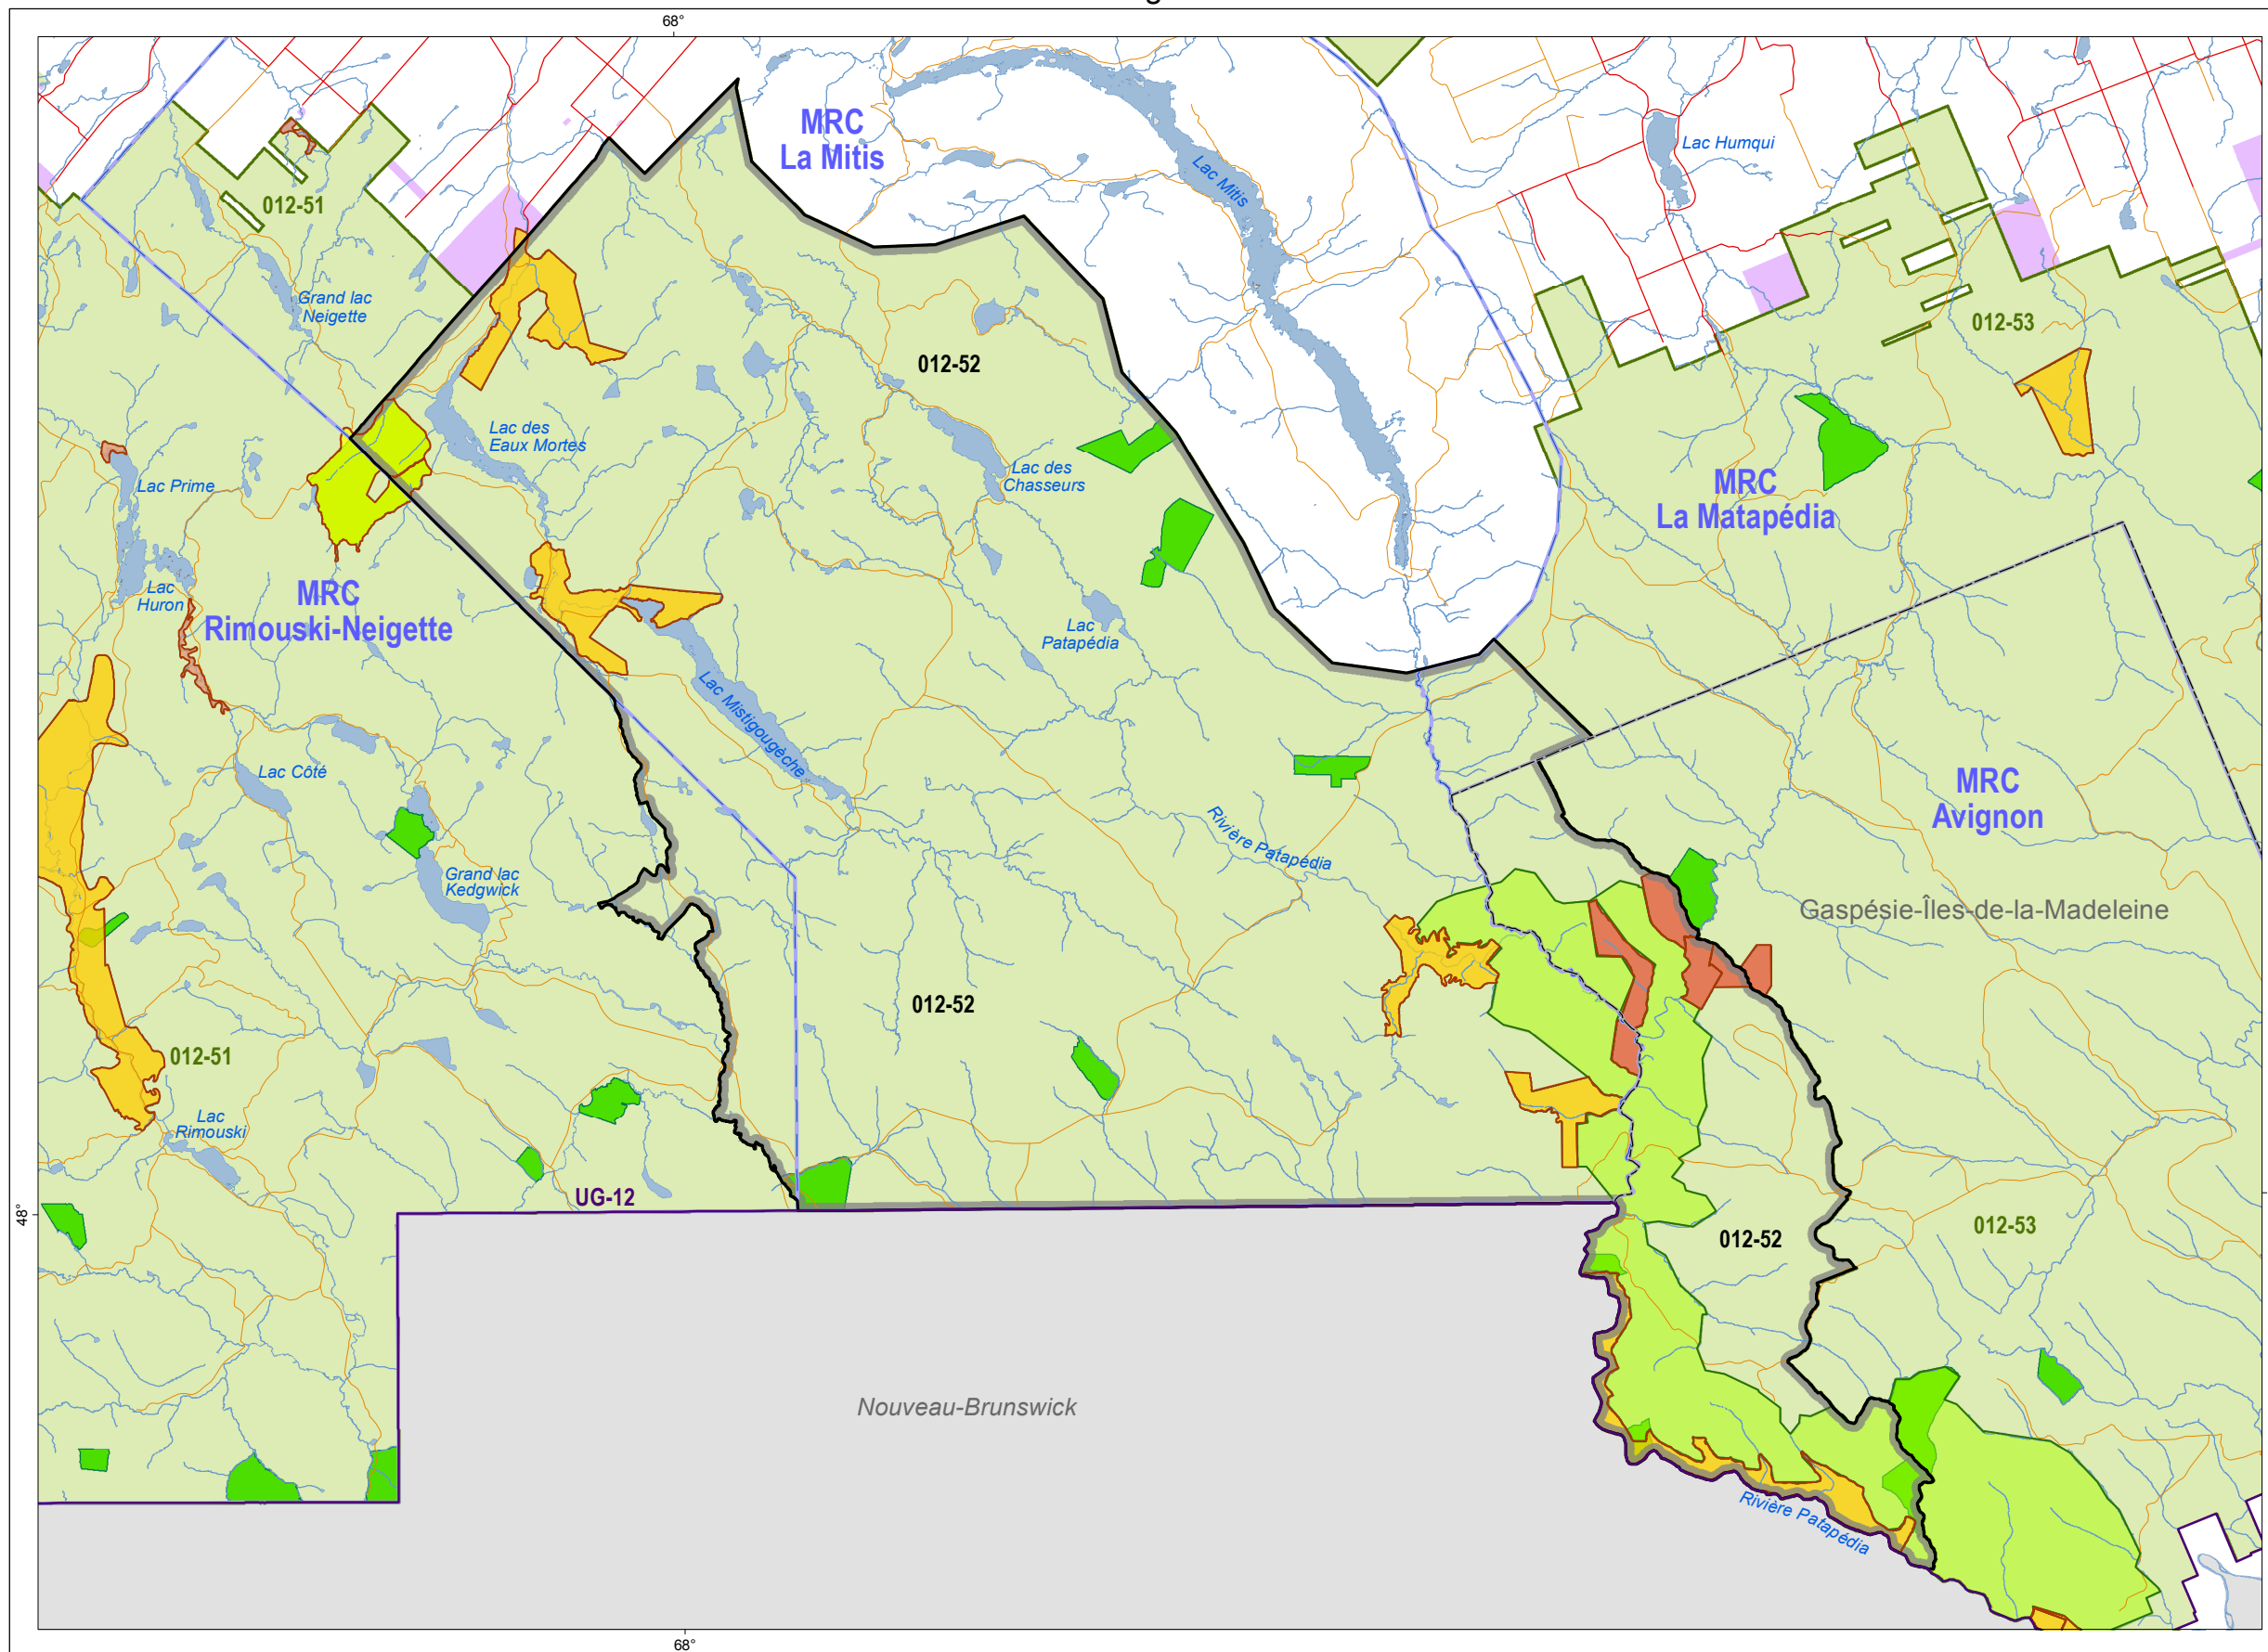 68°
MRC
La Mitis
Lac Humqui
Lac Mitis
012-51
Grand lac
Neigette
012-53
012-52
Lac des
Eaux Mortes
Lac des
Chasseurs
Lac Prime
MRC
La Matapédia
Lac
Huron
MRC
Rimouski-Neigette
Lac
Patapédia
Lac Mistigougèche
Lac Côté
MRC
Avignon
Rivière Patapédia
Grand lac
Kedgwick
Gaspésie-Îles-de-la-Madeleine
012-52
012-51
Lac
Rimouski
UG-12
48°
012-52
012-53
Nouveau-Brunswick
Rivière Patapédia
68°